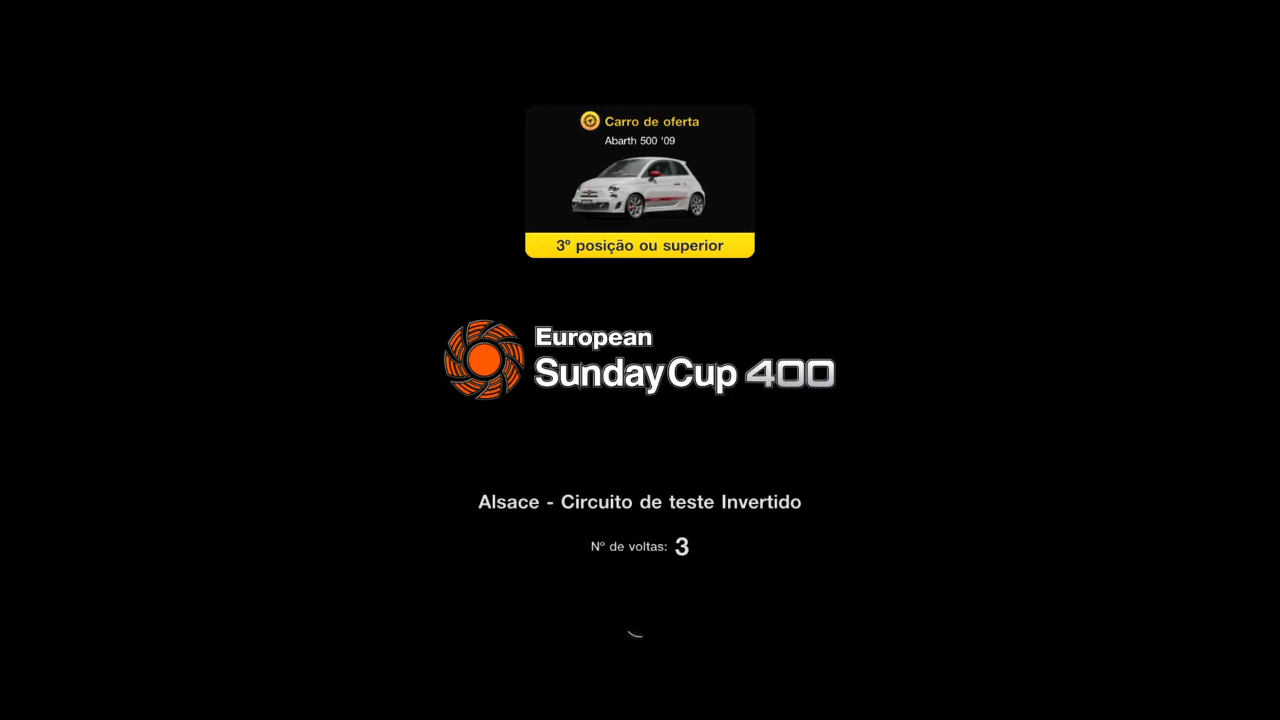 Carro de oferta
Abarth 500 '09
3º posição ou superior
European
SundayCup 400
Alsace - Circuito de teste Invertido
Nº de voltas: 3